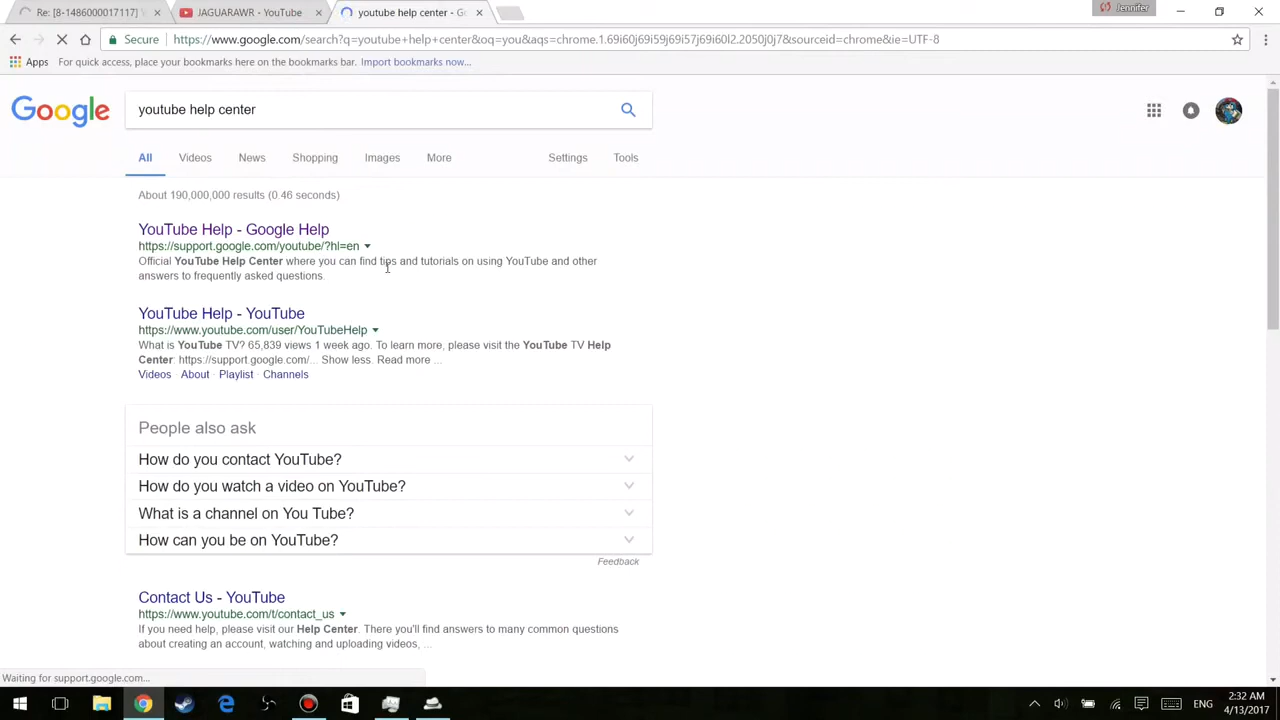 Re: [8-1486000017117]
JAGUARAWR - YouTube
youtube help center - G
Jennifer
Secure
https://www.google.com/search?q=youtube+help+center&oq=you&aqs=chrome.1.69i60j69i59j69i57j69i60l2.2050j0j7&sourceid=chrome&ie=UTF-8
Apps
For quick access, place your bookmarks here on the bookmarks bar. Import bookmarks now...
Google
youtube help center
All Videos News Shopping Images More Settings Tools
About 190,000,000 results (0.46 seconds)
YouTube Help - Google Help
https://support.google.com/youtube/?hl=en
Official YouTube Help Center where you can find tips and tutorials on using YouTube and other
answers to frequently asked questions.
YouTube Help - YouTube
https://www.youtube.com/user/YouTubeHelp
What is YouTube TV? 65,839 views 1 week ago. To learn more, please visit the YouTube TV Help
Center: https://support.google.com/... Show less. Read more ...
Videos · About · Playlist · Channels
People also ask
How do you contact YouTube?
How do you watch a video on YouTube?
What is a channel on You Tube?
How can you be on YouTube?
Feedback
Contact Us - YouTube
https://www.youtube.com/t/contact_us
If you need help, please visit our Help Center. There you'll find answers to many common questions
about creating an account, watching and uploading videos, ...
Waiting for support.google.com...
ENG
2:32 AM
4/13/2017